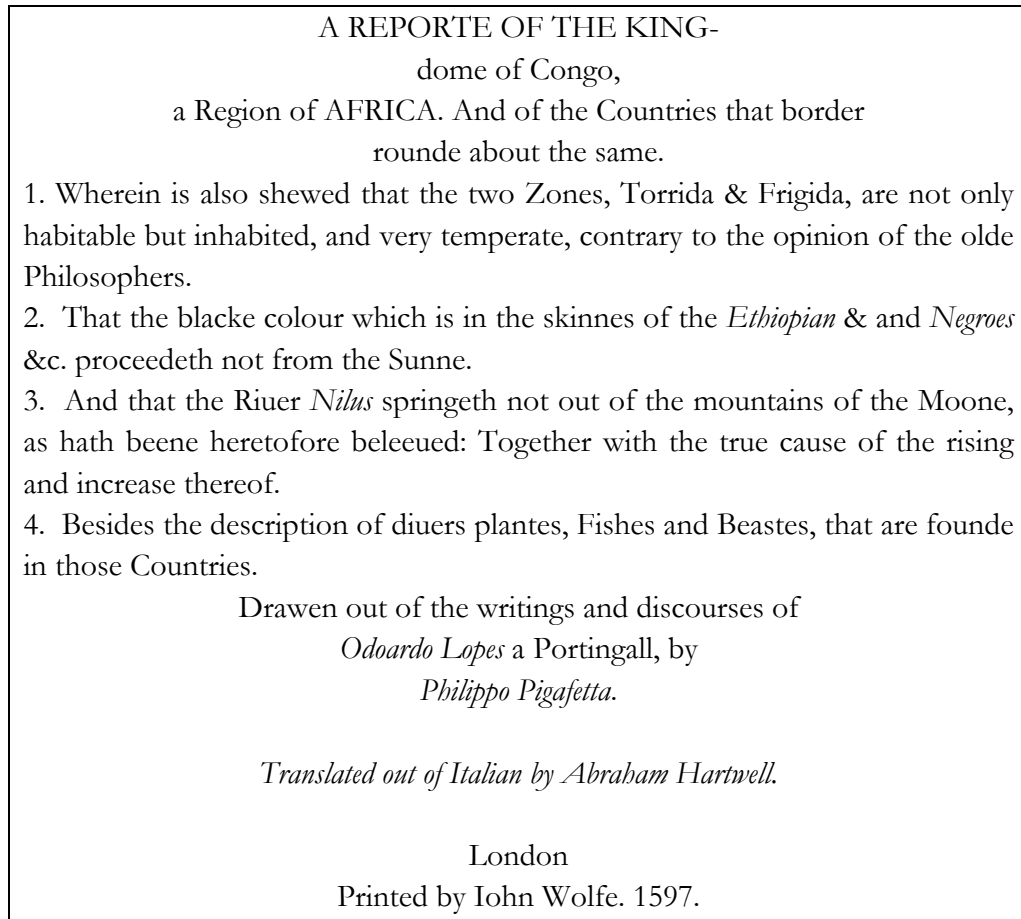 A REPORTE OF THE KING-
dome of Congo,
a Region of AFRICA. And of the Countries that border
rounde about the same.
1. Wherein is also shewed that the two Zones, Torrida & Frigida, are not only
habitable but inhabited, and very temperate, contrary to the opinion of the olde
Philosophers.
2. That the blacke colour which is in the skinnes of the Ethiopian & and Negroes
&c. proceedeth not from the Sunne.
3. And that the Riuer Nilus springeth not out of the mountains of the Moone,
as hath beene heretofore beleeued: Together with the true cause of the rising
and increase thereof.
4. Besides the description of diuers plantes, Fishes and Beastes, that are founde
in those Countries.
Drawen out of the writings and discourses of
Odoardo Lopes a Portingall, by
Philippo Pigafetta.
Translated out of Italian by Abraham Hartwell.
London
Printed by Iohn Wolfe. 1597.